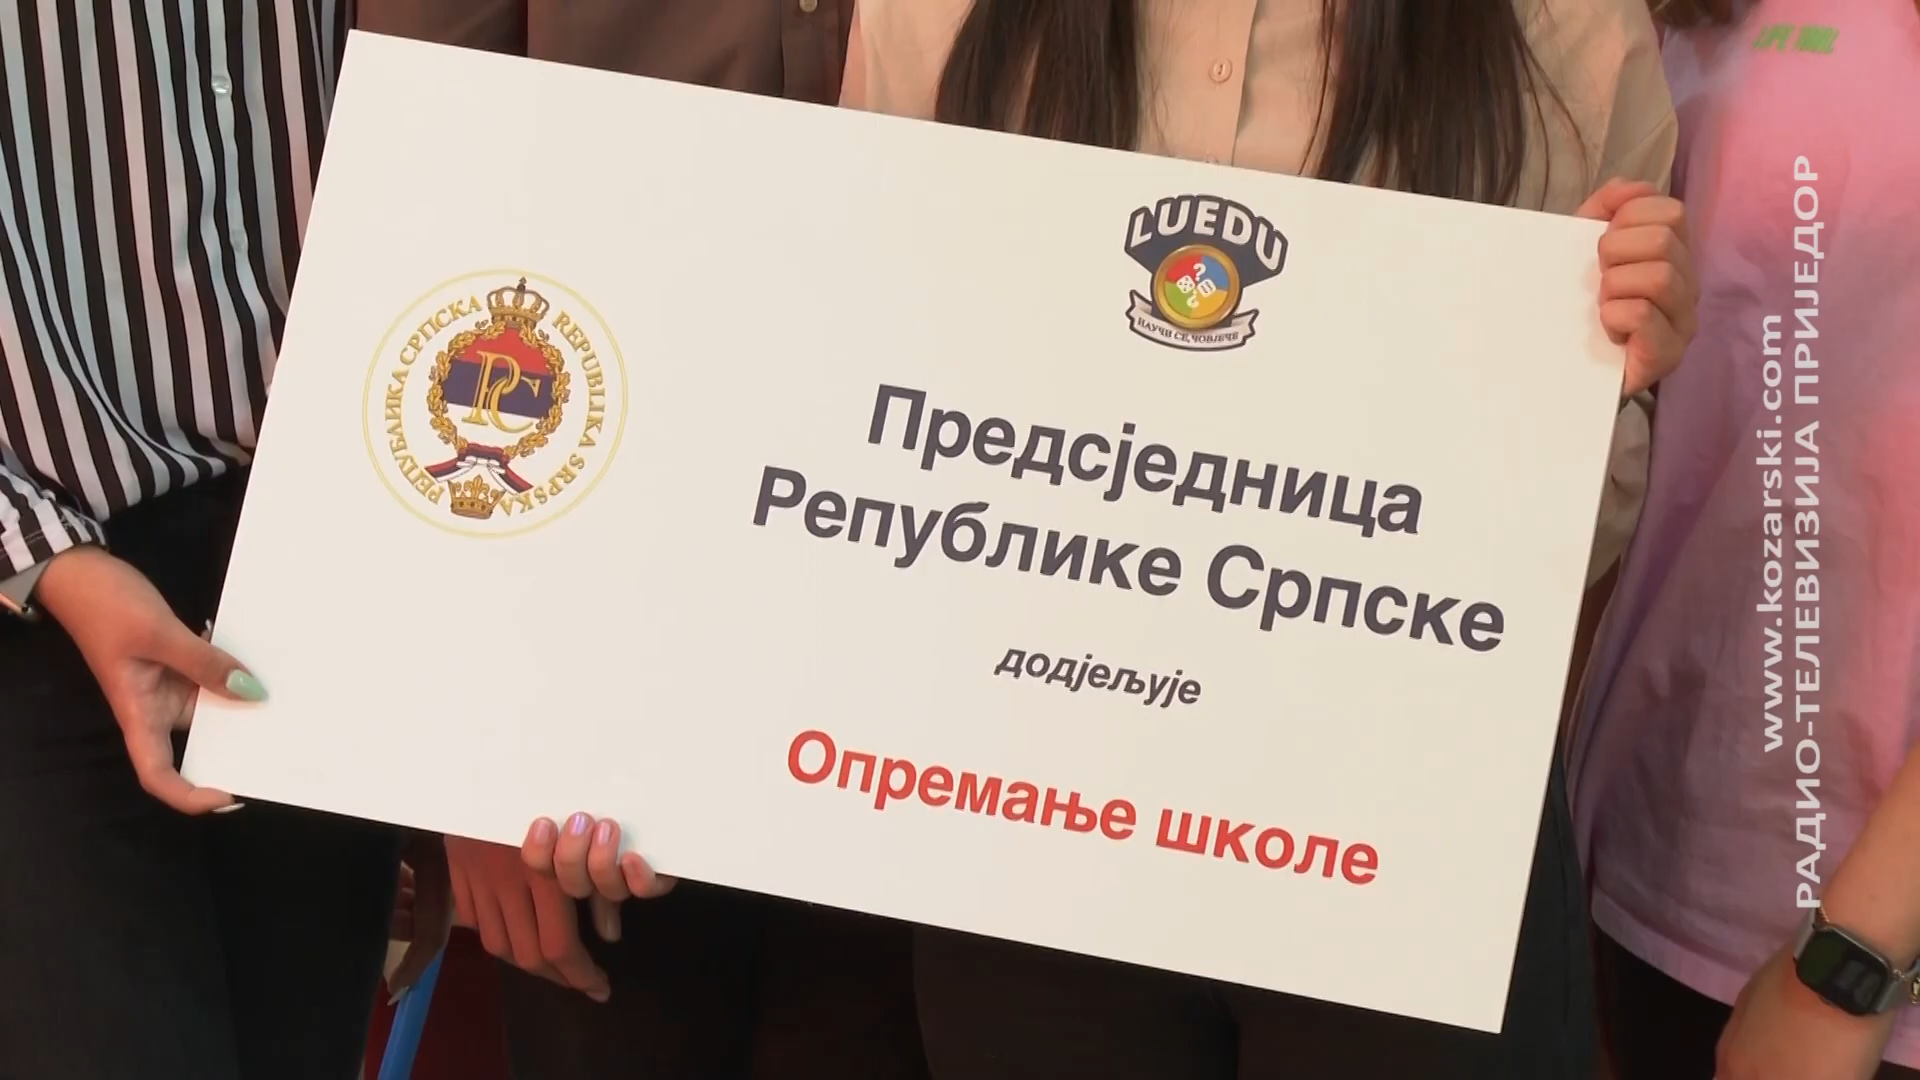 РЕПУБЛИКА СРПСКА
REPUBLIKA SRPSKA
РС
LUEDU
НАУЧИ СЕ, ЧОВЈЕЧЕ
Предсједница
Републике Српске
додјељује
Опремање школе
www.kozarski.com
РАДИО-ТЕЛЕВИЗИЈА ПРИЈЕДОР